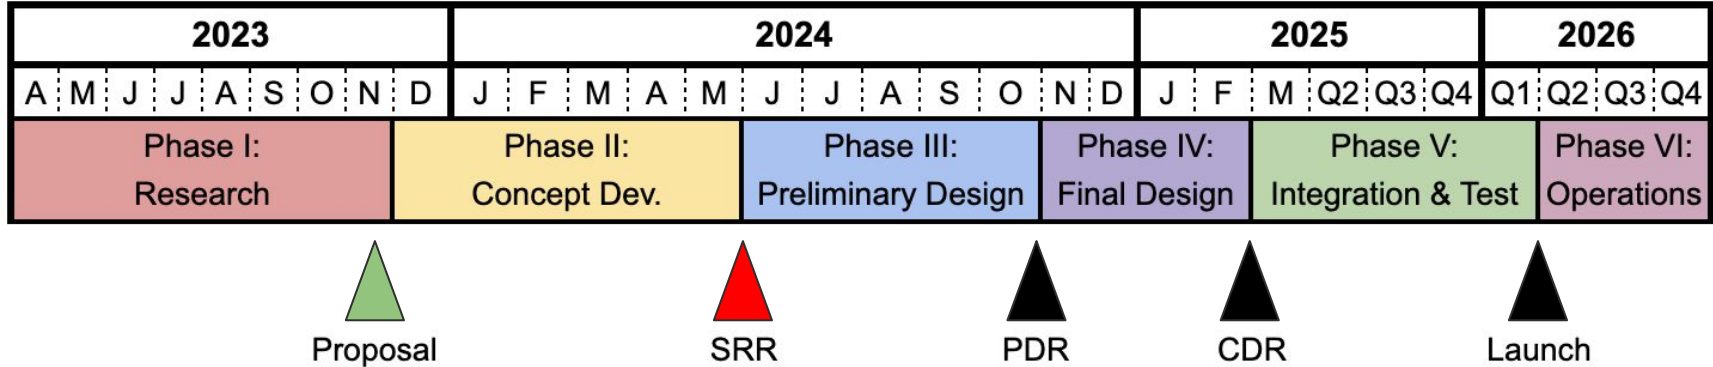 2023 2024 2025 2026
A M J J A S O N D J F M A M J J A S O N D J F M Q2 Q3 Q4 Q1 Q2 Q3 Q4
Phase I: Phase II: Phase III: Phase IV: Phase V: Phase VI:
Research Concept Dev. Preliminary Design Final Design Integration & Test Operations
Proposal SRR PDR CDR Launch